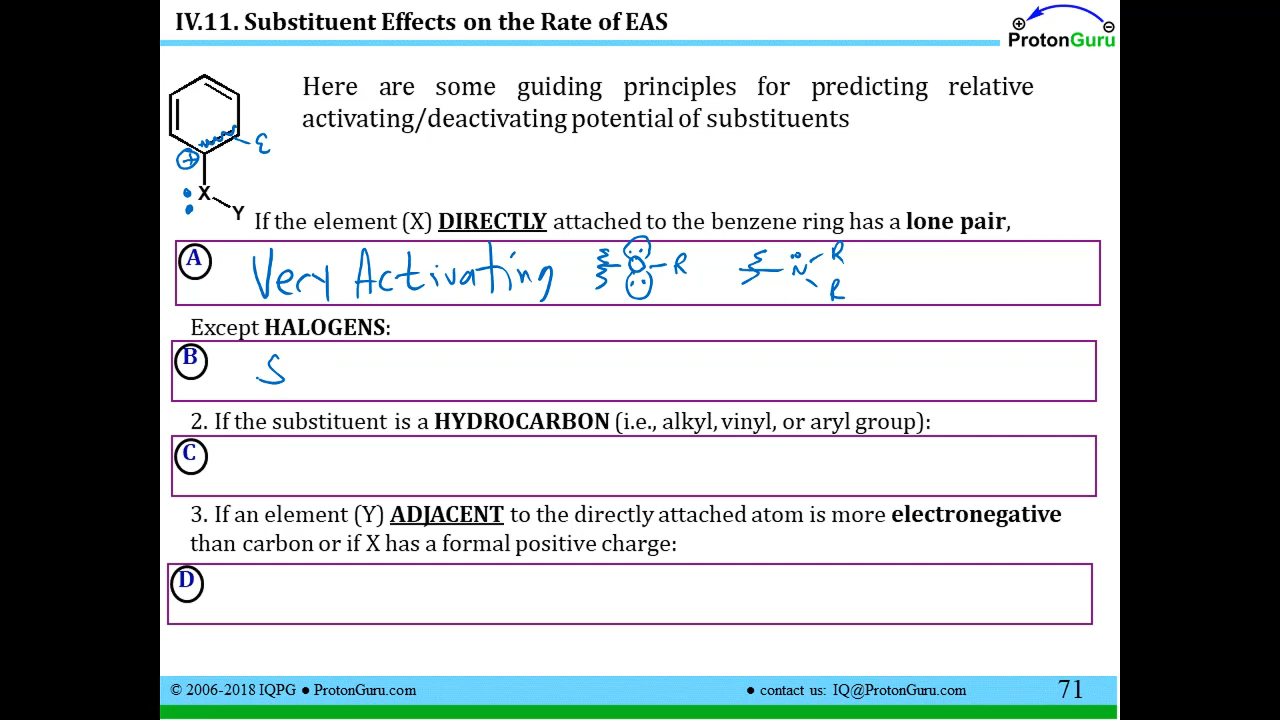 IV.11. Substituent Effects on the Rate of EAS
⊕ ⊖
ProtonGuru
Here are some guiding principles for predicting relative
activating/deactivating potential of substituents
+ E
X
Y
If the element (X) DIRECTLY attached to the benzene ring has a lone pair,
A Very Activating O-R N R R
Except HALOGENS:
B S
2. If the substituent is a HYDROCARBON (i.e., alkyl, vinyl, or aryl group):
C
3. If an element (Y) ADJACENT to the directly attached atom is more electronegative
than carbon or if X has a formal positive charge:
D
© 2006-2018 IQPG ● ProtonGuru.com ● contact us: IQ@ProtonGuru.com 71